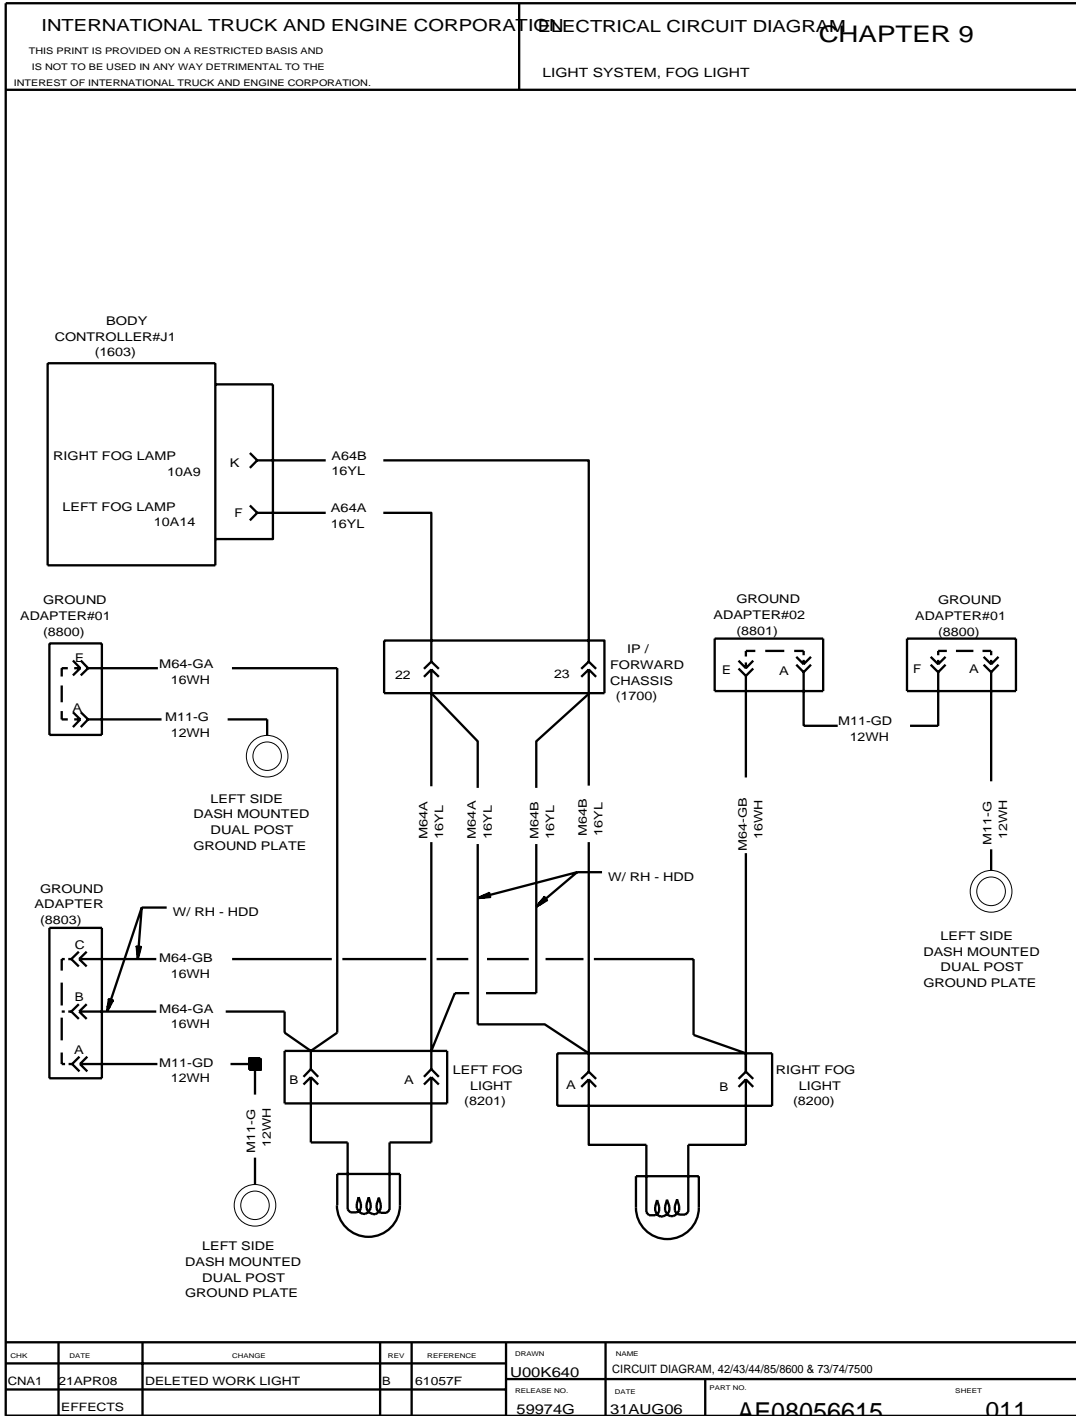 INTERNATIONAL TRUCK AND ENGINE CORPORATION
THIS PRINT IS PROVIDED ON A RESTRICTED BASIS AND
IS NOT TO BE USED IN ANY WAY DETRIMENTAL TO THE
INTEREST OF INTERNATIONAL TRUCK AND ENGINE CORPORATION.
ELECTRICAL CIRCUIT DIAGRAM
CHAPTER 9
LIGHT SYSTEM, FOG LIGHT
BODY
CONTROLLER#J1
(1603)
RIGHT FOG LAMP
10A9
K
A64B
16YL
LEFT FOG LAMP
10A14
F
A64A
16YL
GROUND
ADAPTER#01
(8800)
E
M64-GA
16WH
A
M11-G
12WH
LEFT SIDE
DASH MOUNTED
DUAL POST
GROUND PLATE
22
23
IP /
FORWARD
CHASSIS
(1700)
GROUND
ADAPTER#02
(8801)
E
A
GROUND
ADAPTER#01
(8800)
F
A
M11-GD
12WH
M64A
16YL
M64A
16YL
M64B
16YL
M64B
16YL
M64-GB
16WH
M11-G
12WH
W/ RH - HDD
LEFT SIDE
DASH MOUNTED
DUAL POST
GROUND PLATE
GROUND
ADAPTER
(8803)
W/ RH - HDD
C
M64-GB
16WH
B
M64-GA
16WH
A
M11-GD
12WH
M11-G
12WH
LEFT SIDE
DASH MOUNTED
DUAL POST
GROUND PLATE
B
A
LEFT FOG
LIGHT
(8201)
A
B
RIGHT FOG
LIGHT
(8200)
CHK DATE CHANGE REV REFERENCE
CNA1 21APR08 DELETED WORK LIGHT B 61057F
EFFECTS
DRAWN
U00K640
NAME
CIRCUIT DIAGRAM, 42/43/44/85/8600 & 73/74/7500
RELEASE NO.
59974G
DATE
31AUG06
PART NO.
AE08056615
SHEET
011